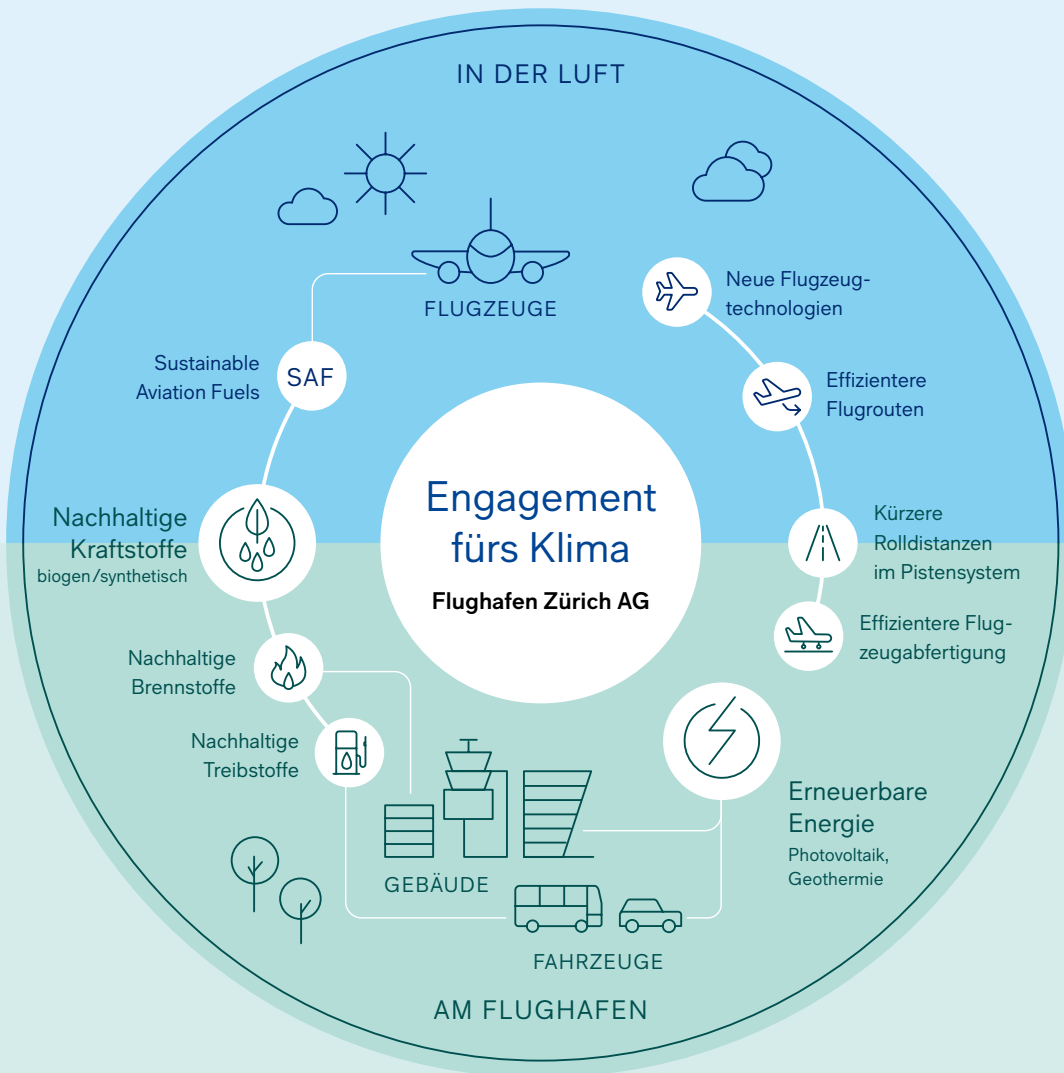 IN DER LUFT
FLUGZEUGE
Neue Flugzeug-
technologien
Sustainable
Aviation Fuels
SAF
Effizientere
Flugrouten
Engagement
fürs Klima
Flughafen Zürich AG
Nachhaltige
Kraftstoffe
biogen/synthetisch
Kürzere
Rolldistanzen
im Pistensystem
Effizientere Flug-
zeugabfertigung
Nachhaltige
Brennstoffe
Nachhaltige
Treibstoffe
Erneuerbare
Energie
Photovoltaik,
Geothermie
GEBÄUDE
FAHRZEUGE
AM FLUGHAFEN